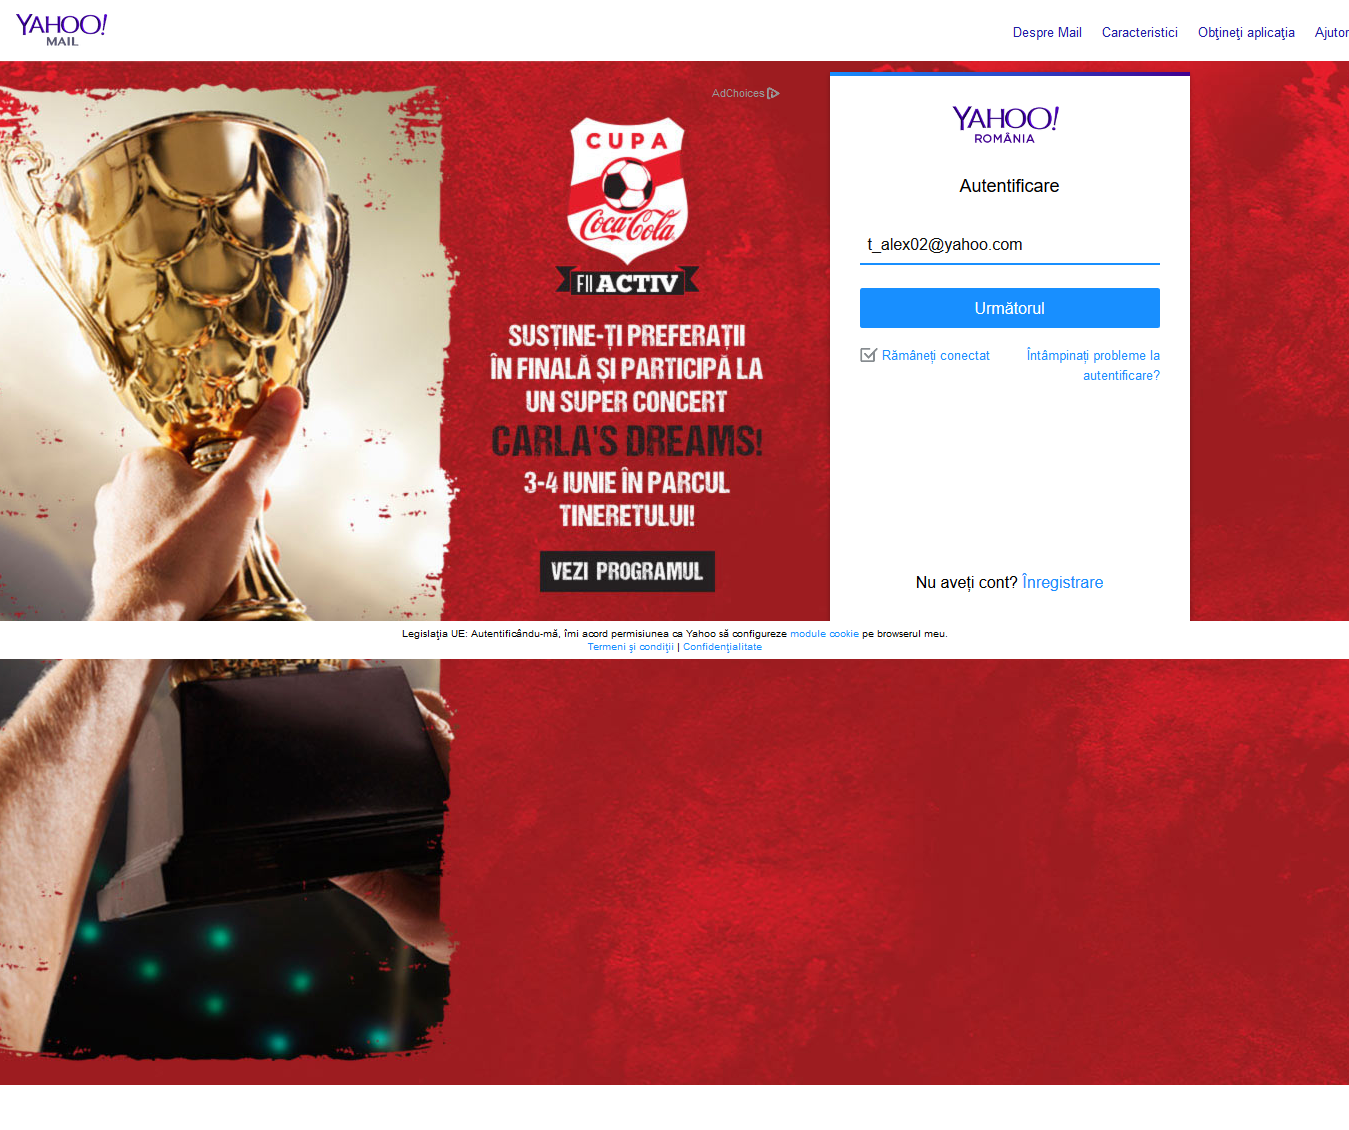 YAHOO!
MAIL
Despre Mail
Caracteristici
Obţineţi aplicaţia
Ajutor
AdChoices
CUPA
Coca-Cola
FII ACTIV
SUSȚINE-ȚI PREFERAȚII
ÎN FINALĂ ȘI PARTICIPĂ LA
UN SUPER CONCERT
CARLA'S DREAMS!
3-4 IUNIE ÎN PARCUL
TINERETULUI!
VEZI PROGRAMUL
YAHOO!
ROMÂNIA
Autentificare
t_alex02@yahoo.com
Următorul
Rămâneți conectat
Întâmpinați probleme la
autentificare?
Nu aveți cont? Înregistrare
Legislaţia UE: Autentificându-mă, îmi acord permisiunea ca Yahoo să configureze module cookie pe browserul meu.
Termeni şi condiţii | Confidenţialitate